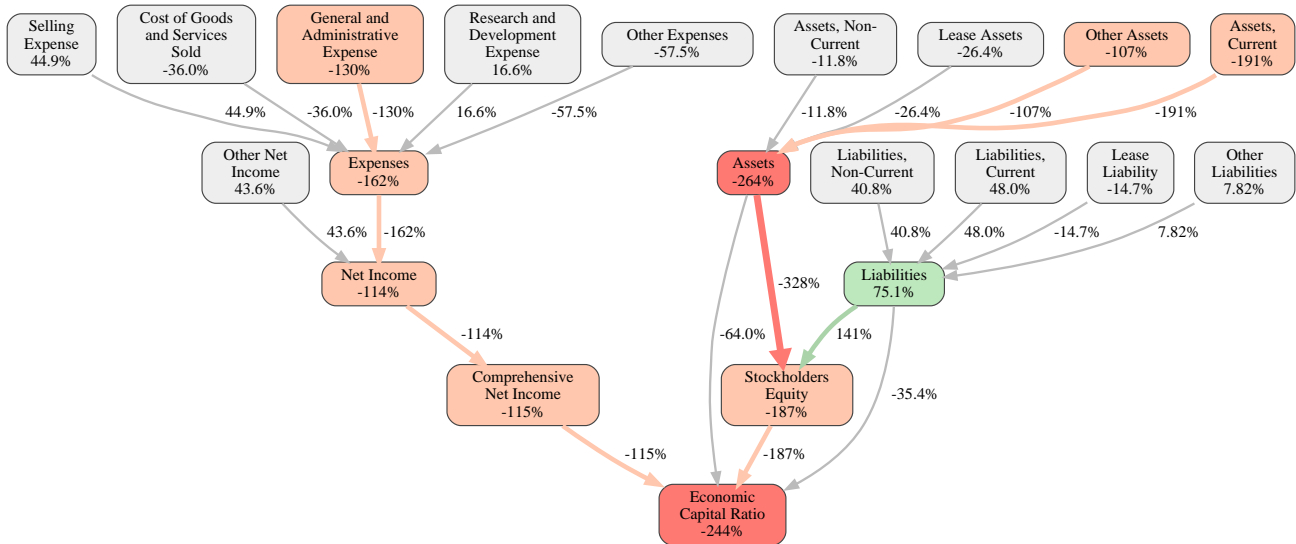 Selling
Expense
44.9%
Cost of Goods
and Services
Sold
-36.0%
General and
Administrative
Expense
-130%
Research and
Development
Expense
16.6%
Other Expenses
-57.5%
Assets, Non-
Current
-11.8%
Lease Assets
-26.4%
Other Assets
-107%
Assets,
Current
-191%
44.9%
-36.0%
-130%
16.6%
-57.5%
-11.8%
-26.4%
-107%
-191%
Other Net
Income
43.6%
Expenses
-162%
Assets
-264%
Liabilities,
Non-Current
40.8%
Liabilities,
Current
48.0%
Lease
Liability
-14.7%
Other
Liabilities
7.82%
43.6%
-162%
40.8%
48.0%
-14.7%
7.82%
Net Income
-114%
-328%
Liabilities
75.1%
-114%
-64.0%
141%
Comprehensive
Net Income
-115%
Stockholders
Equity
-187%
-35.4%
-115%
-187%
Economic
Capital Ratio
-244%